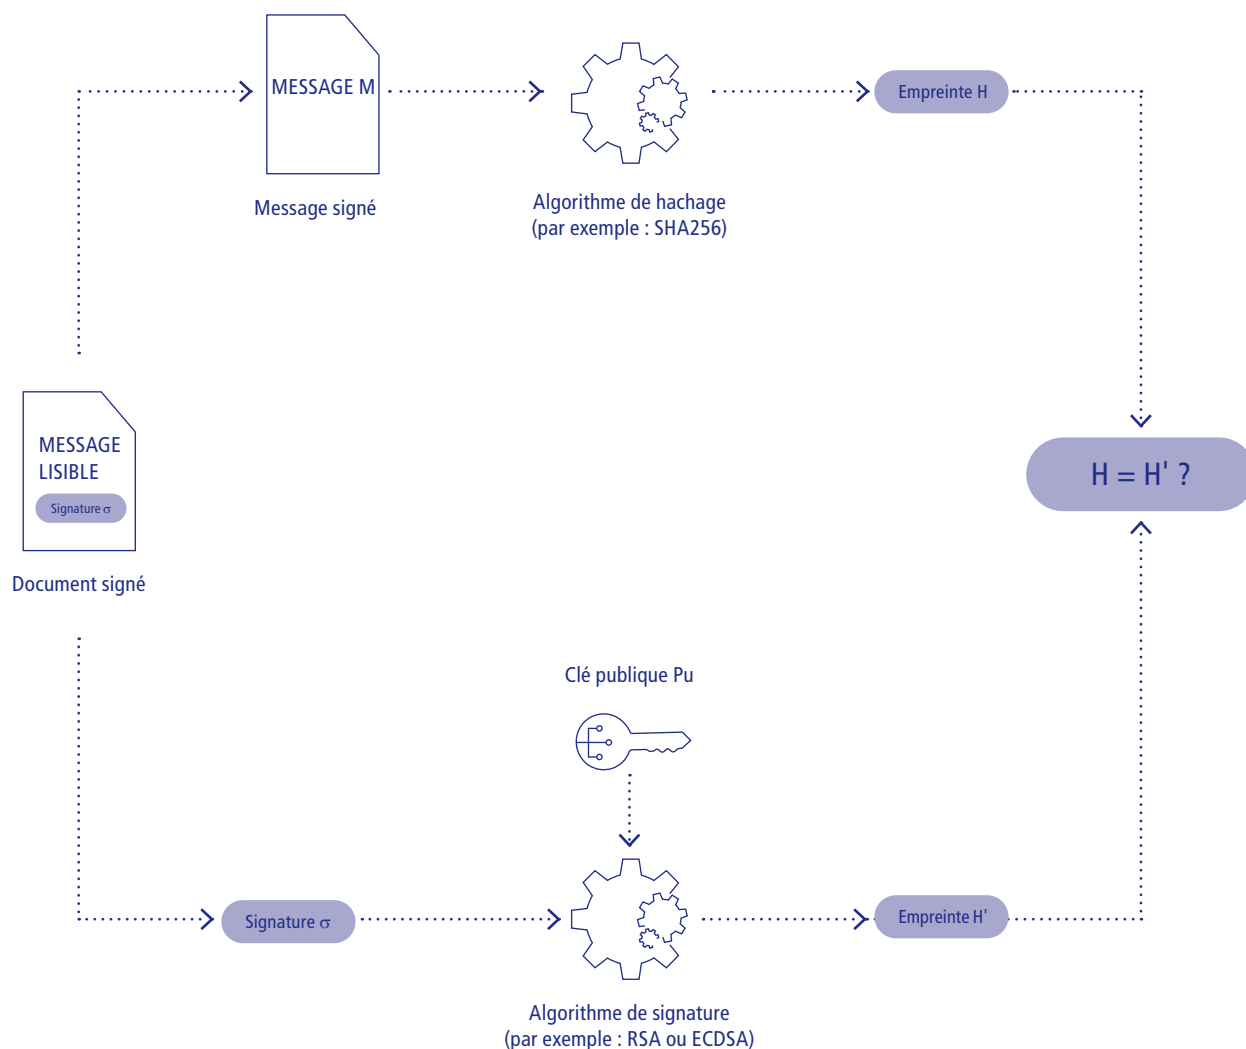 MESSAGE M
Empreinte H
Message signé
Algorithme de hachage
(par exemple : SHA256)
MESSAGE
LISIBLE
Signature σ
Document signé
H = H' ?
Clé publique Pu
Signature σ
Empreinte H'
Algorithme de signature
(par exemple : RSA ou ECDSA)